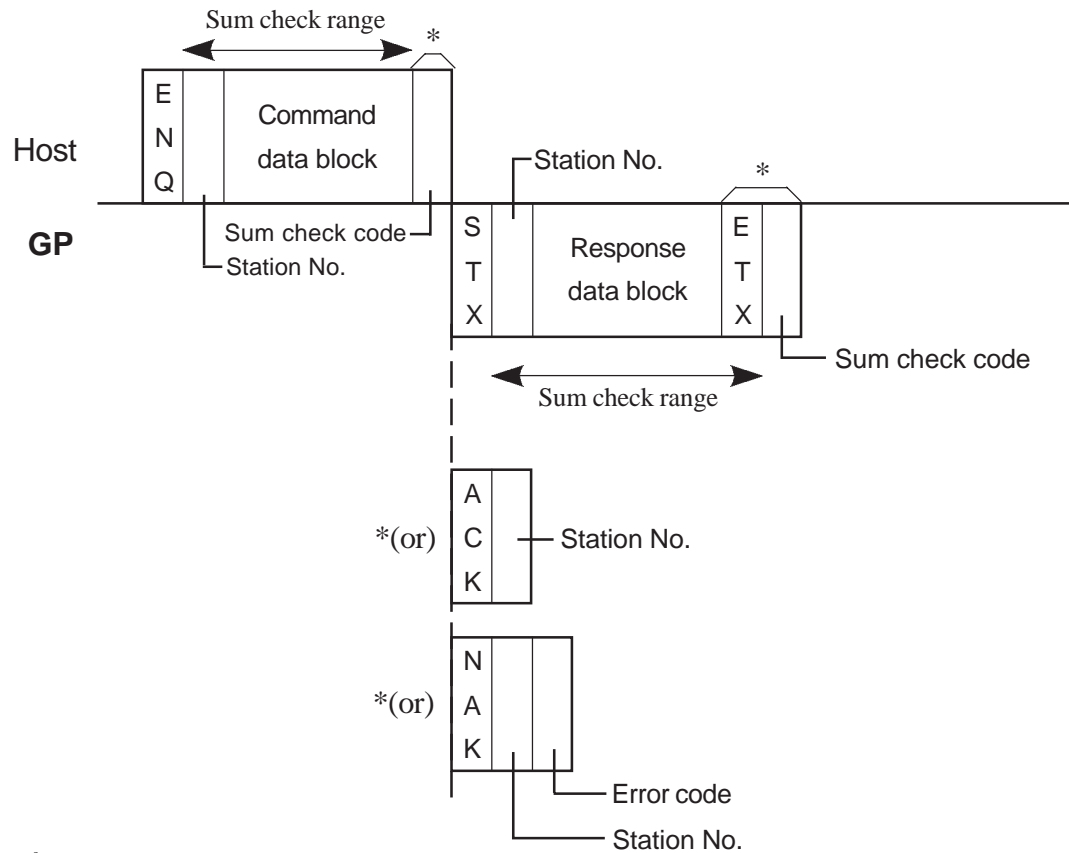 Sum check range
*
E
N
Q
Command
data block
Host
Station No.
*
GP
Sum check code
Station No.
S
T
X
Response
data block
E
T
X
Sum check code
Sum check range
*(or)
A
C
K
Station No.
*(or)
N
A
K
Error code
Station No.